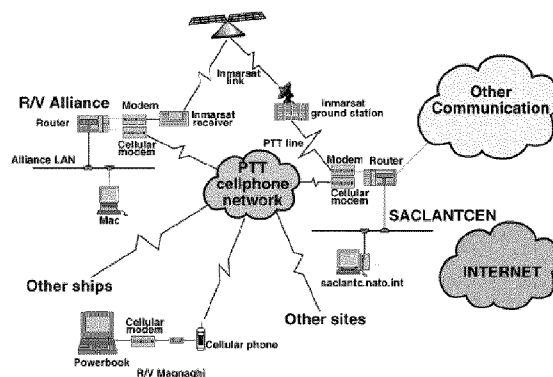 Inmarsat
link
R/V Alliance
Modem
Router
Inmarsat
receiver
Cellular
modem
Alliance LAN
Mac
Inmarsat
ground station
PTT line
Other
Communication
Modem
Router
Cellular
modem
PTT
cellphone
network
SACLANTCEN
saclantc.nato.int
INTERNET
Other ships
Other sites
Cellular
modem
Powerbook
Cellular phone
R/V Magnaghi